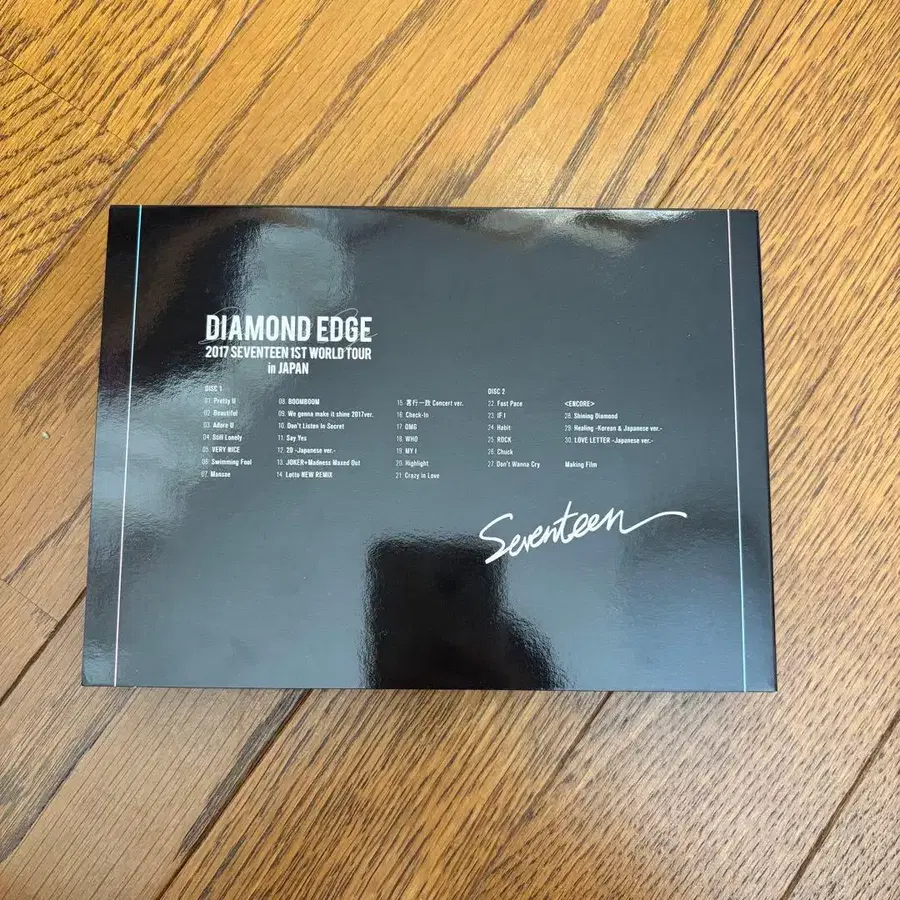 DIAMOND EDGE
2017 SEVENTEEN 1ST WORLD TOUR
in JAPAN
DISC 1
01. Pretty U
02. Beautiful
03. Adore U
04. Still Lonely
05. VERY NICE
06. Swimming Fool
07. Mansae
08. BOOMBOOM
09. We gonna make it shine 2017ver.
10. Don't Listen In Secret
11. Say Yes
12. 20 -Japanese ver.-
13. JOKER+Madness Maxed Out
14. Lotto NEW REMIX
15. 言行一致 Concert ver.
16. Check-In
17. OMG
18. WHO
19. MY I
20. Highlight
21. Crazy In Love
DISC 2
22. Fast Pace
23. IF I
24. Habit
25. ROCK
26. Chuck
27. Don't Wanna Cry
<ENCORE>
28. Shining Diamond
29. Healing -Korean & Japanese ver.-
30. LOVE LETTER -Japanese ver.-
Making Film
Seventeen